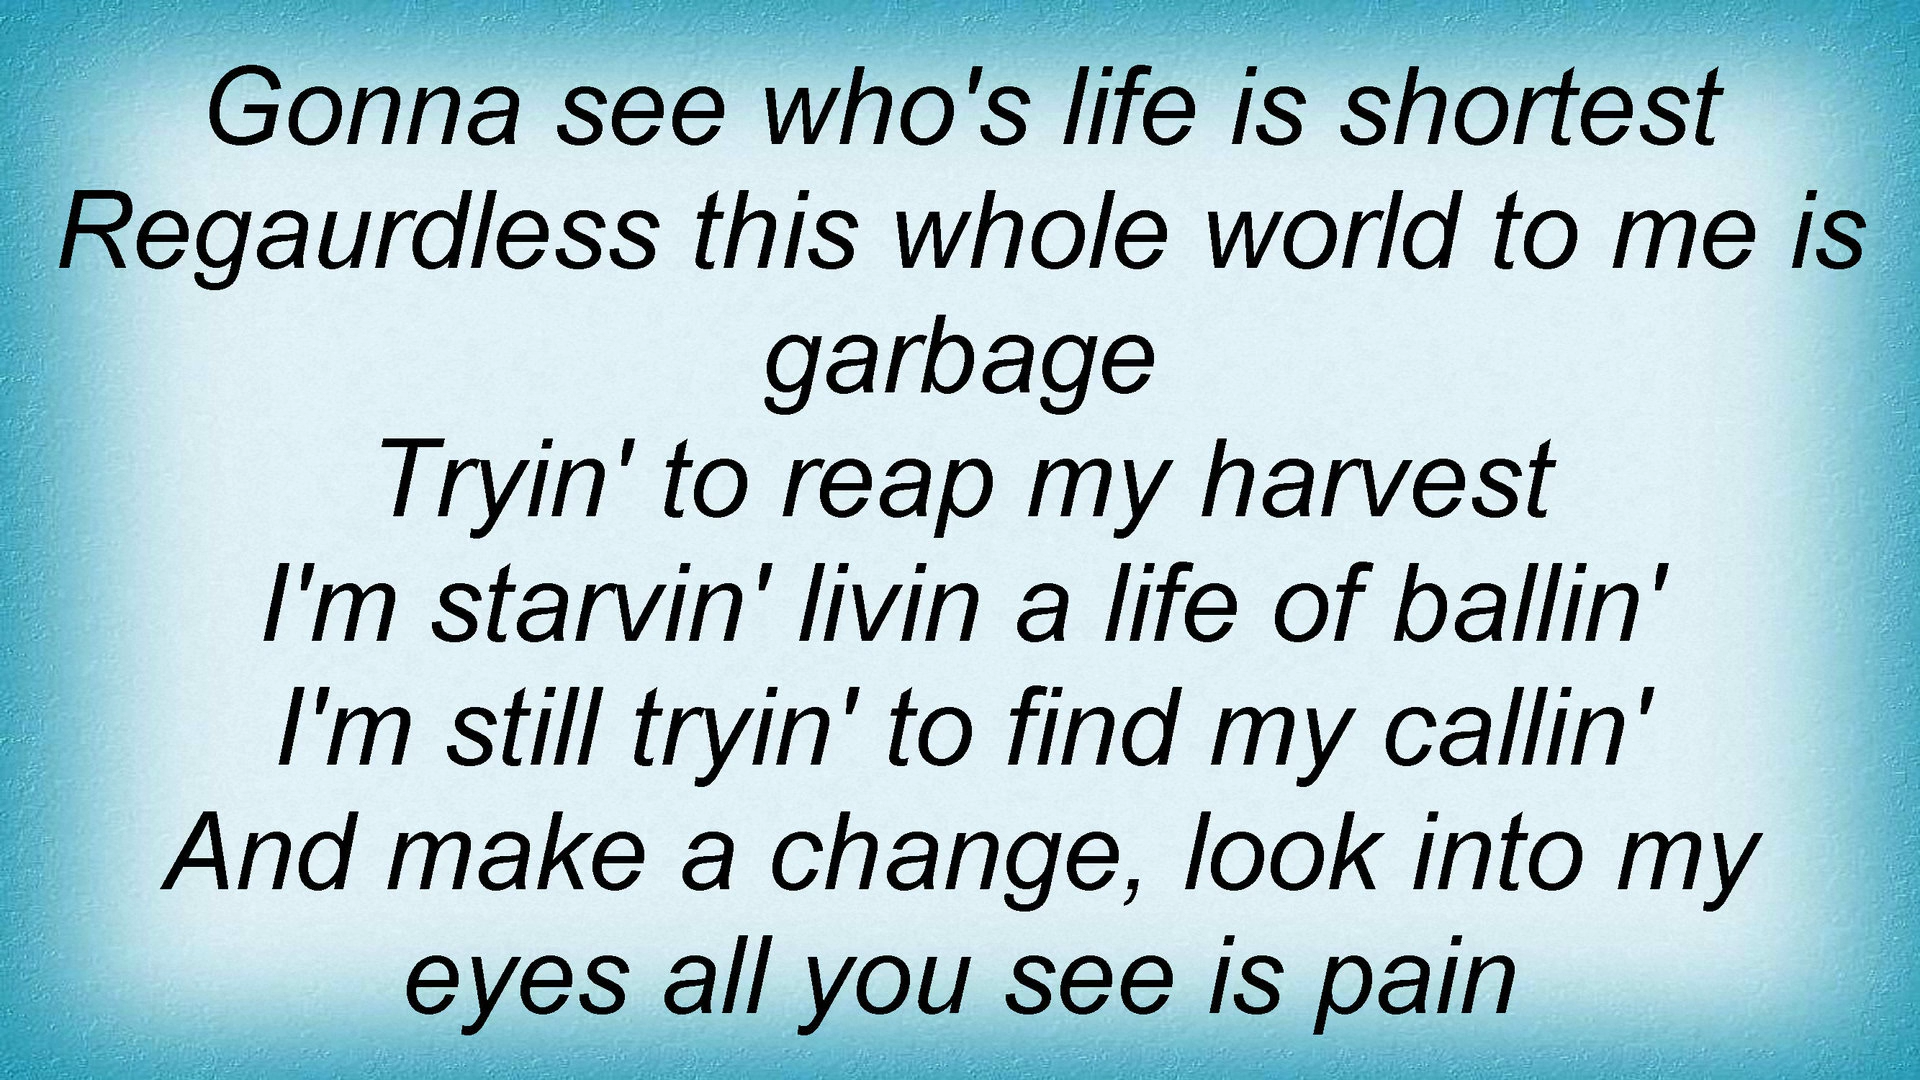 Gonna see who's life is shortest
Regaurdless this whole world to me is
garbage
Tryin' to reap my harvest
I'm starvin' livin a life of ballin'
I'm still tryin' to find my callin'
And make a change, look into my
eyes all you see is pain